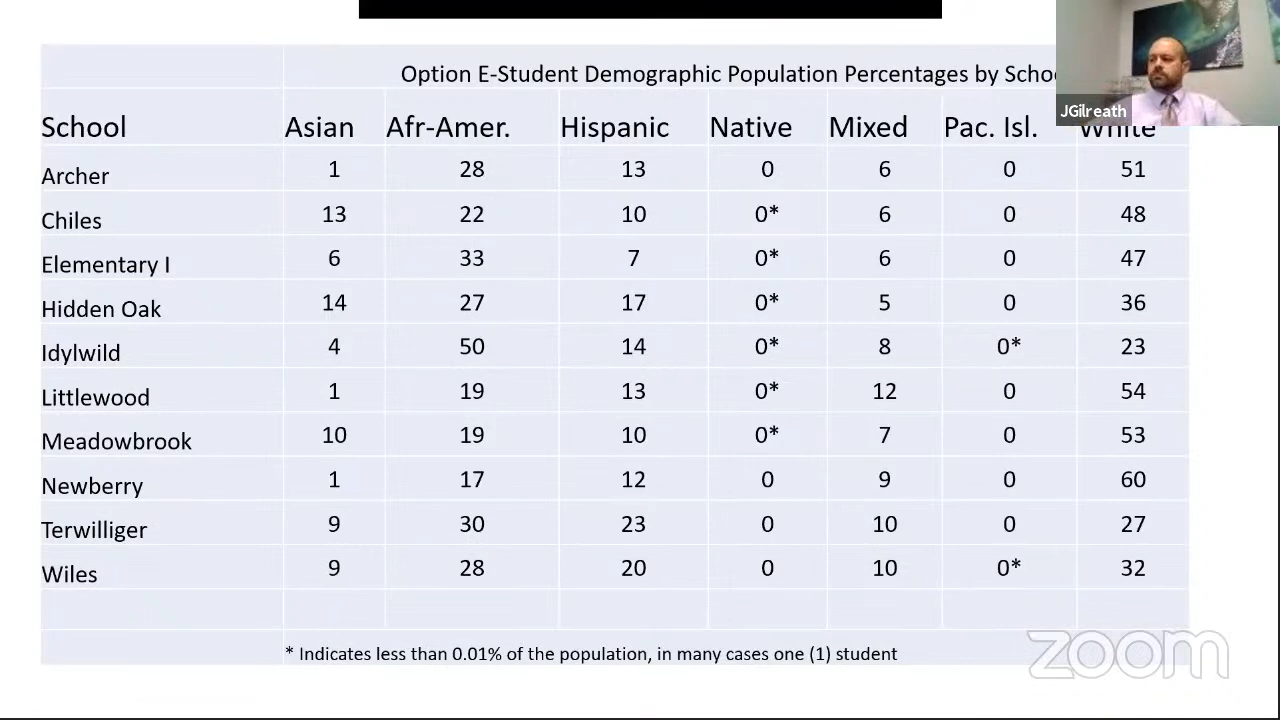 Option E-Student Demographic Population Percentages by Schoo
JGilreath
School Asian Afr-Amer. Hispanic Native Mixed Pac. Isl. White
Archer 1 28 13 0 6 0 51
Chiles 13 22 10 0* 6 0 48
Elementary I 6 33 7 0* 6 0 47
Hidden Oak 14 27 17 0* 5 0 36
Idylwild 4 50 14 0* 8 0* 23
Littlewood 1 19 13 0* 12 0 54
Meadowbrook 10 19 10 0* 7 0 53
Newberry 1 17 12 0 9 0 60
Terwilliger 9 30 23 0 10 0 27
Wiles 9 28 20 0 10 0* 32
* Indicates less than 0.01% of the population, in many cases one (1) student
zoom